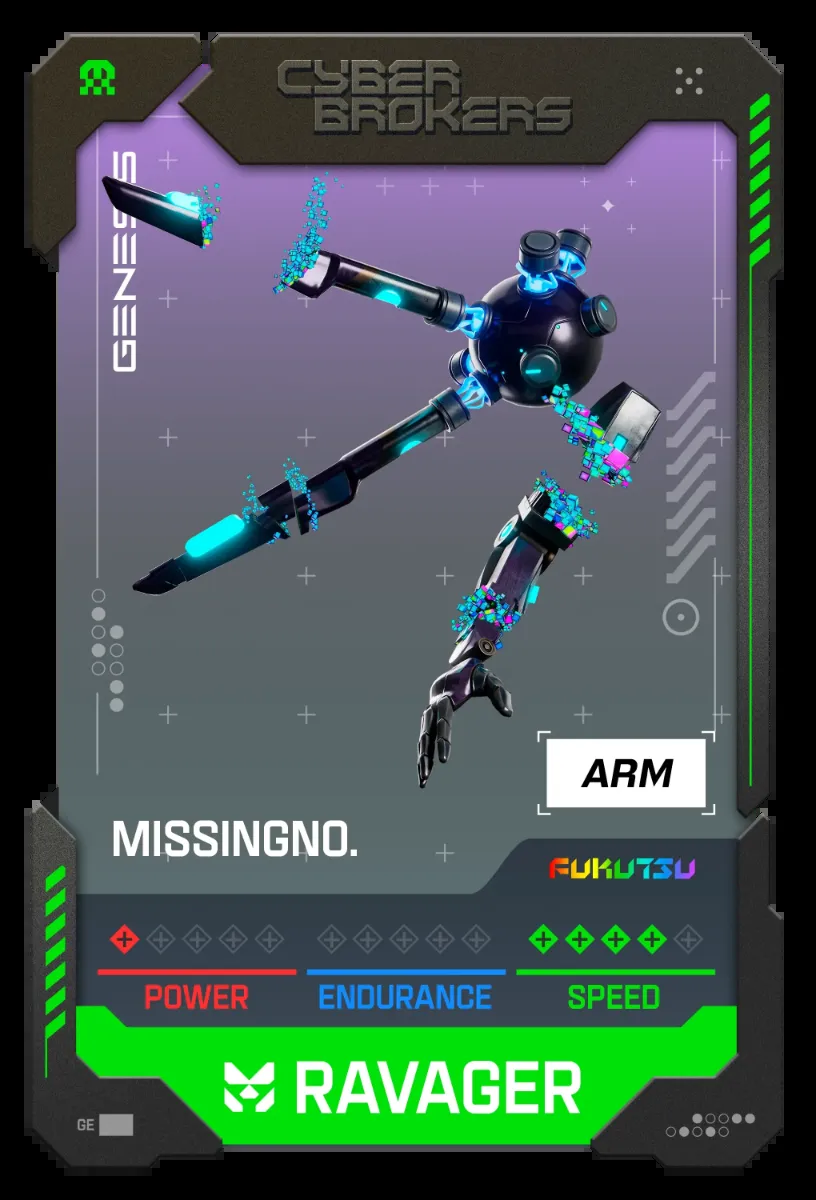 CYBER
BROKERS
GENESIS
ARM
MISSINGNO.
FUKUTSU
POWER
ENDURANCE
SPEED
RAVAGER
GE